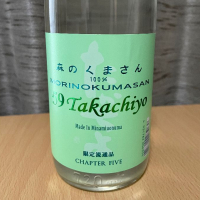 森のくまさん
100%
MORINOKUMASAN
59 Takachiyo
Made in Minamiuonuma
限定流通品
CHAPTER FIVE